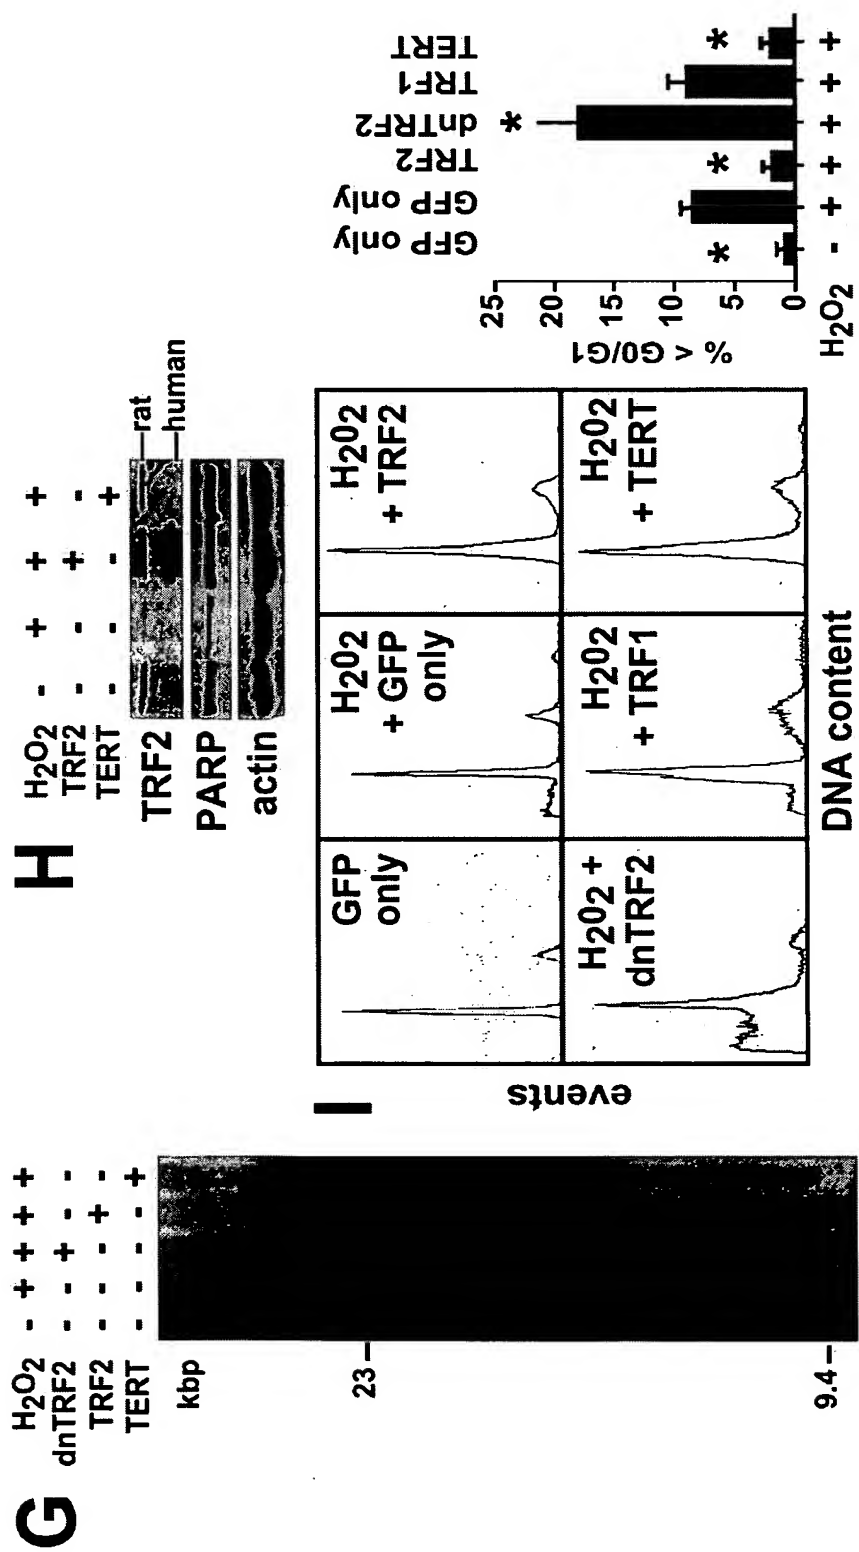 G
H2O2 - + + + +
dnTRF2 - - + - -
TRF2 - - - + -
TERT - - - - +
kbp
23
9.4
H
H2O2 - + + +
TRF2 - - + -
TERT - - - +
TRF2
rat
human
PARP
actin
I
events
GFP only
H2O2 + GFP only
H2O2 + TRF2
H2O2 + dnTRF2
H2O2 + TRF1
H2O2 + TERT
DNA content
% < G0/G1
25
20
15
10
5
0
GFP only
GFP only
TRF2
dnTRF2
TRF1
TERT
* * * *
H2O2 - + + + + +